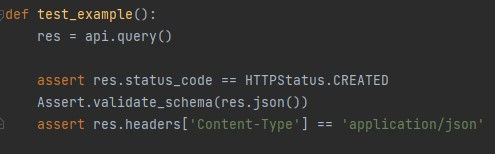 def test_example():
    res = api.query()

    assert res.status_code == HTTPStatus.CREATED
    Assert.validate_schema(res.json())
    assert res.headers['Content-Type'] == 'application/json'